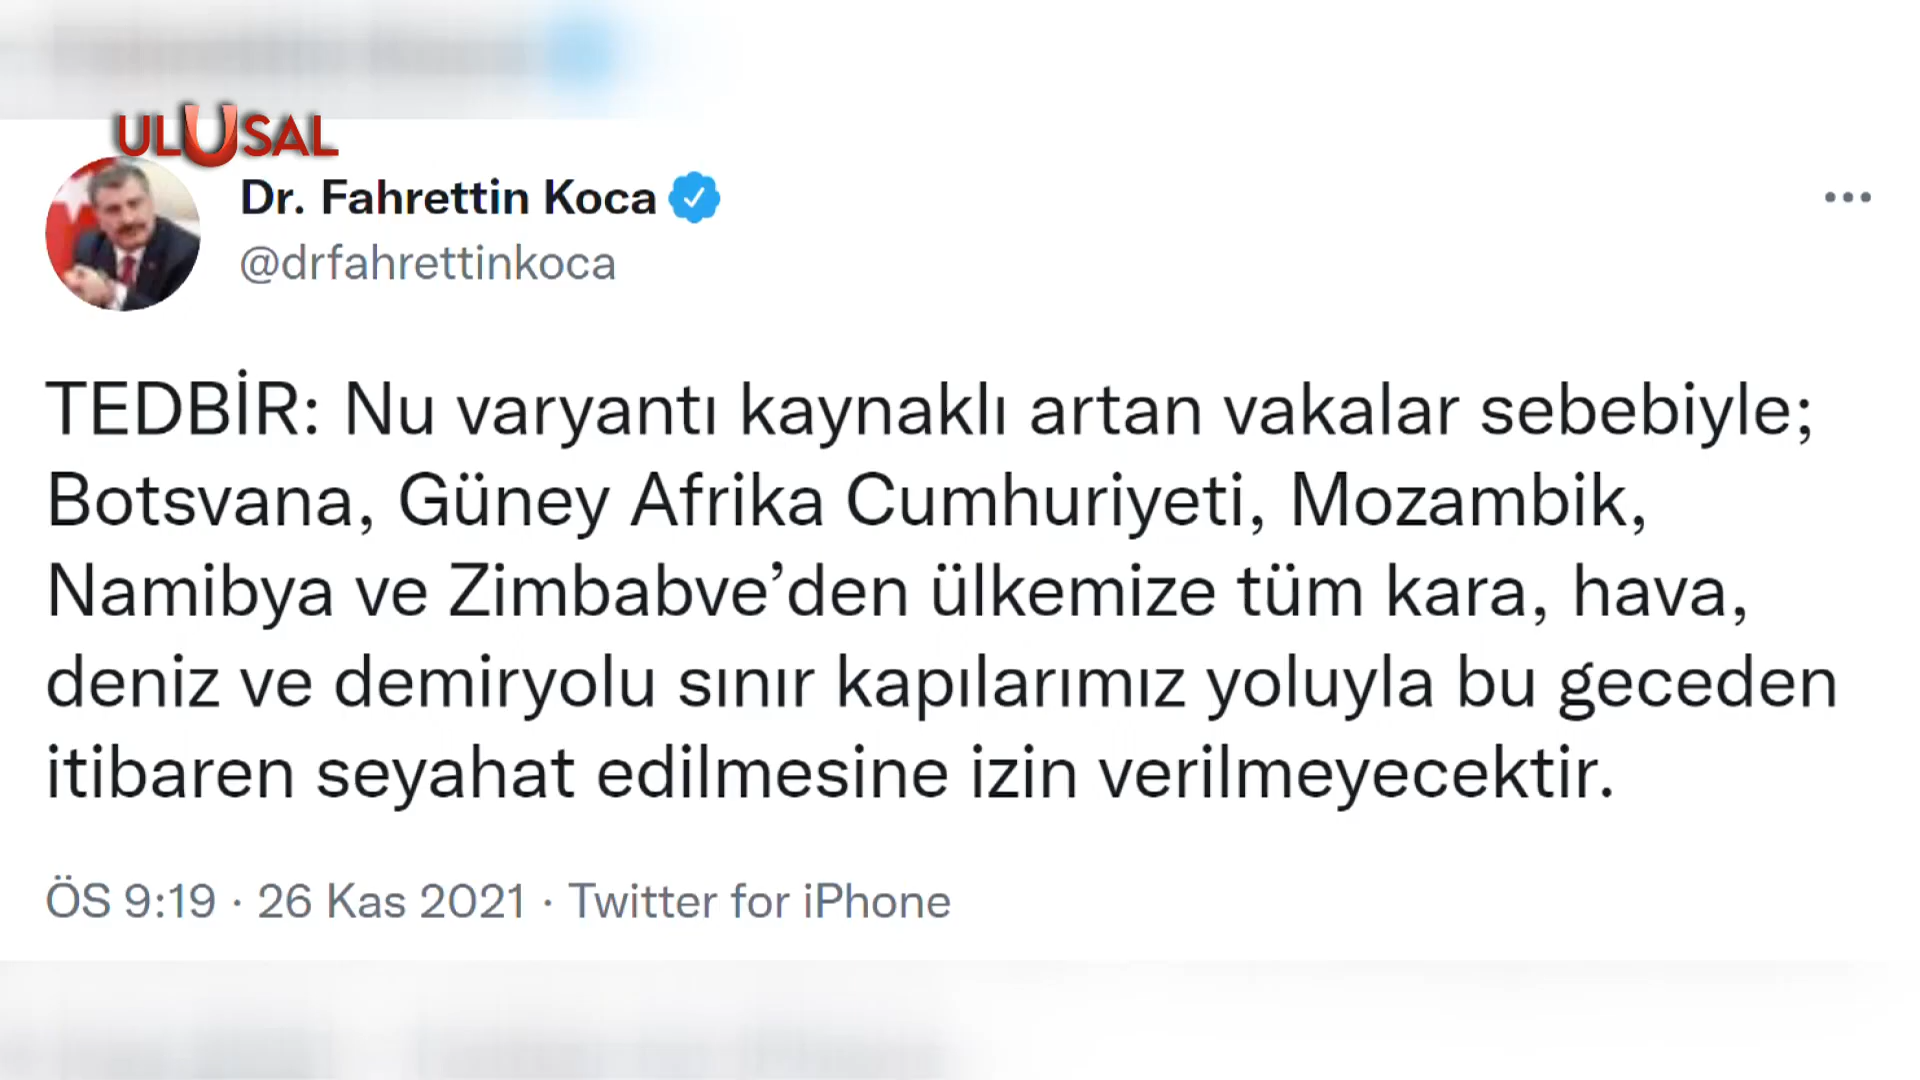 ULUSAL
Dr. Fahrettin Koca
@drfahrettinkoca
TEDBİR: Nu varyantı kaynaklı artan vakalar sebebiyle;
Botsvana, Güney Afrika Cumhuriyeti, Mozambik,
Namibya ve Zimbabve’den ülkemize tüm kara, hava,
deniz ve demiryolu sınır kapılarımız yoluyla bu geceden
itibaren seyahat edilmesine izin verilmeyecektir.
ÖS 9:19 · 26 Kas 2021 · Twitter for iPhone